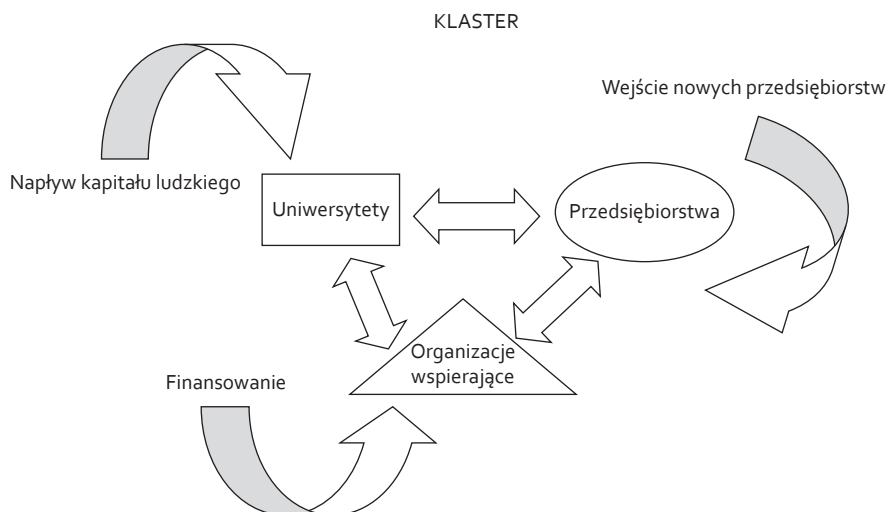 KLASTER
Wejście nowych przedsiębiorstw
Napływ kapitału ludzkiego
Uniwersytety
Przedsiębiorstwa
Organizacje
wspierające
Finansowanie